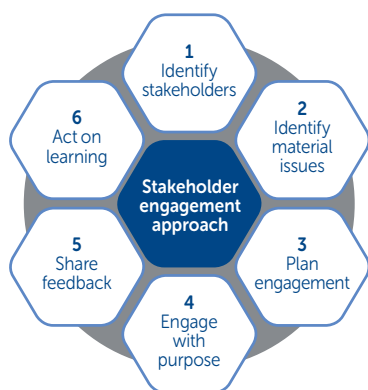 1
Identify
stakeholders
2
Identify
material
issues
3
Plan
engagement
4
Engage
with
purpose
5
Share
feedback
6
Act on
learning
Stakeholder
engagement
approach